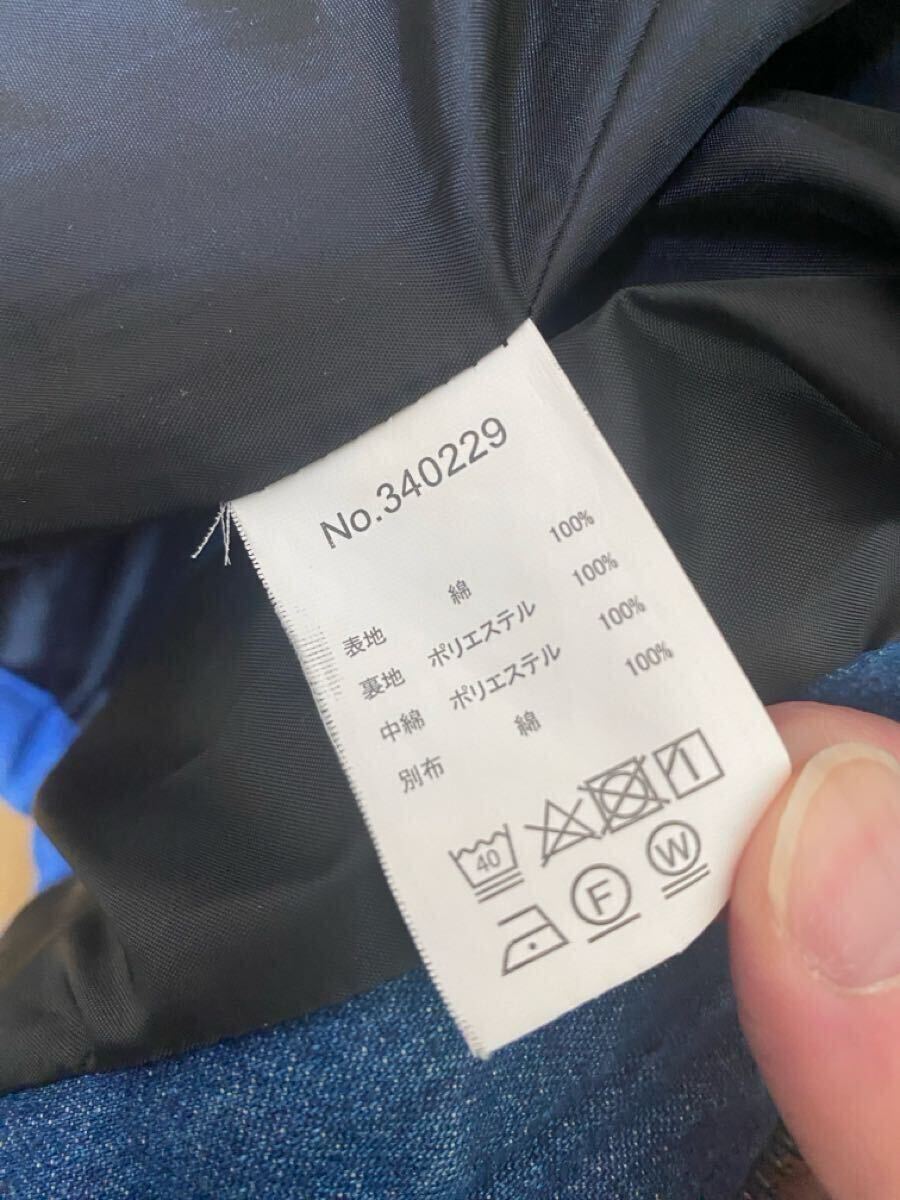 No.340229
表地 綿 100%
裏地 ポリエステル 100%
中綿 ポリエステル 100%
別布 綿 100%
40
F W